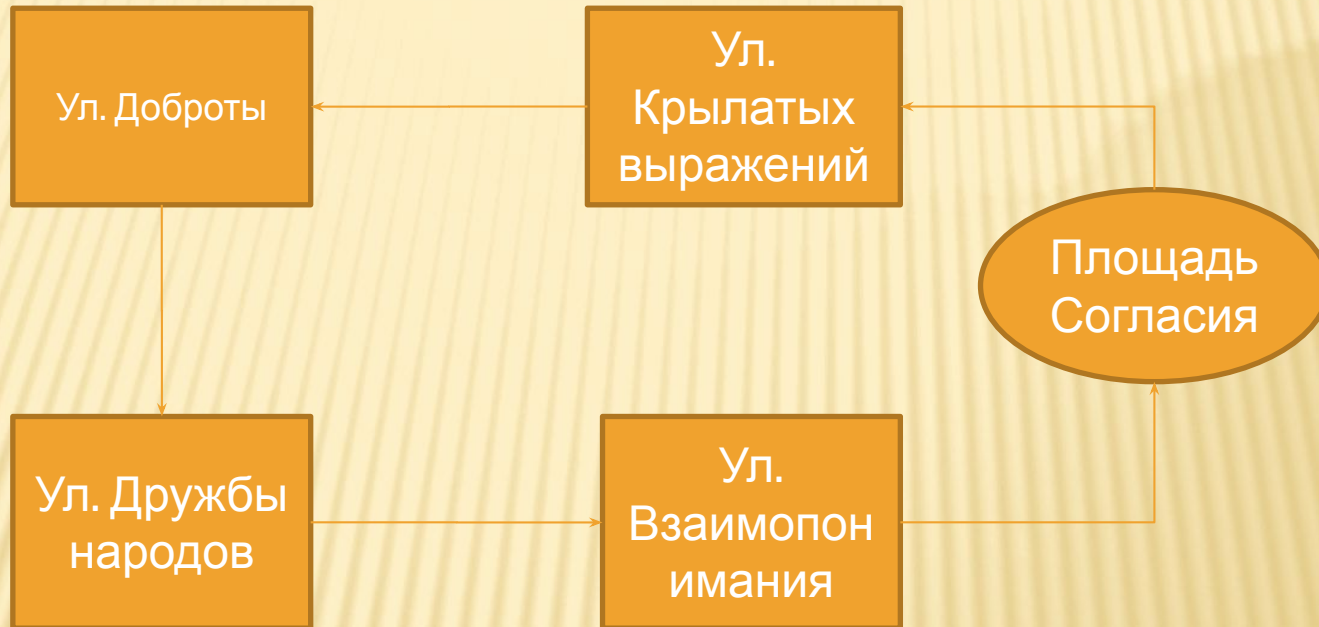 Ул. Доброты
Ул.
Крылатых
выражений
Площадь
Согласия
Ул. Дружбы
народов
Ул.
Взаимопон
имания